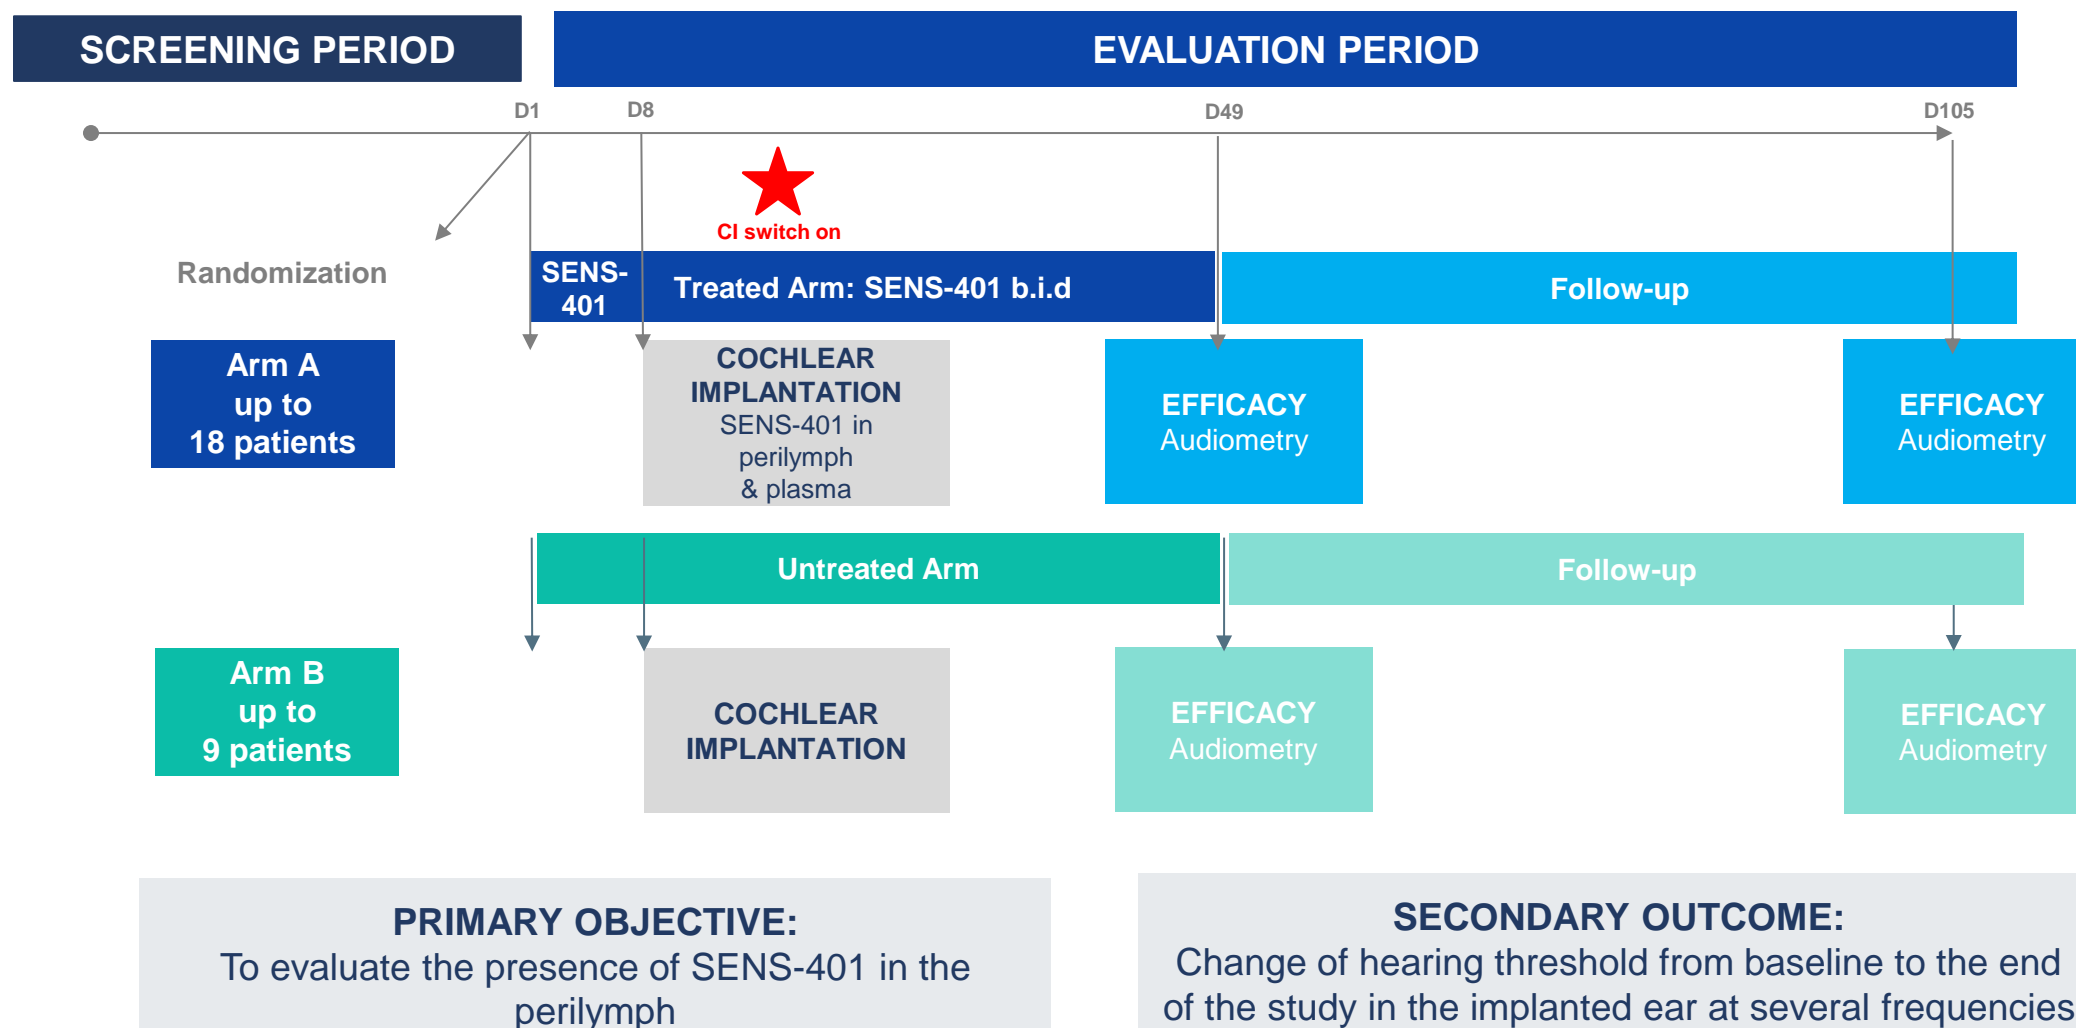 SCREENING PERIOD
EVALUATION PERIOD
D1
D8
D49
D105
CI switch on
Randomization
SENS-
401
Treated Arm: SENS-401 b.i.d
Follow-up
Arm A
up to
18 patients
COCHLEAR
IMPLANTATION
SENS-401 in
perilymph
& plasma
EFFICACY
Audiometry
EFFICACY
Audiometry
Untreated Arm
Follow-up
Arm B
up to
9 patients
COCHLEAR
IMPLANTATION
EFFICACY
Audiometry
EFFICACY
Audiometry
PRIMARY OBJECTIVE:
To evaluate the presence of SENS-401 in the
perilymph
SECONDARY OUTCOME:
Change of hearing threshold from baseline to the end
of the study in the implanted ear at several frequencies